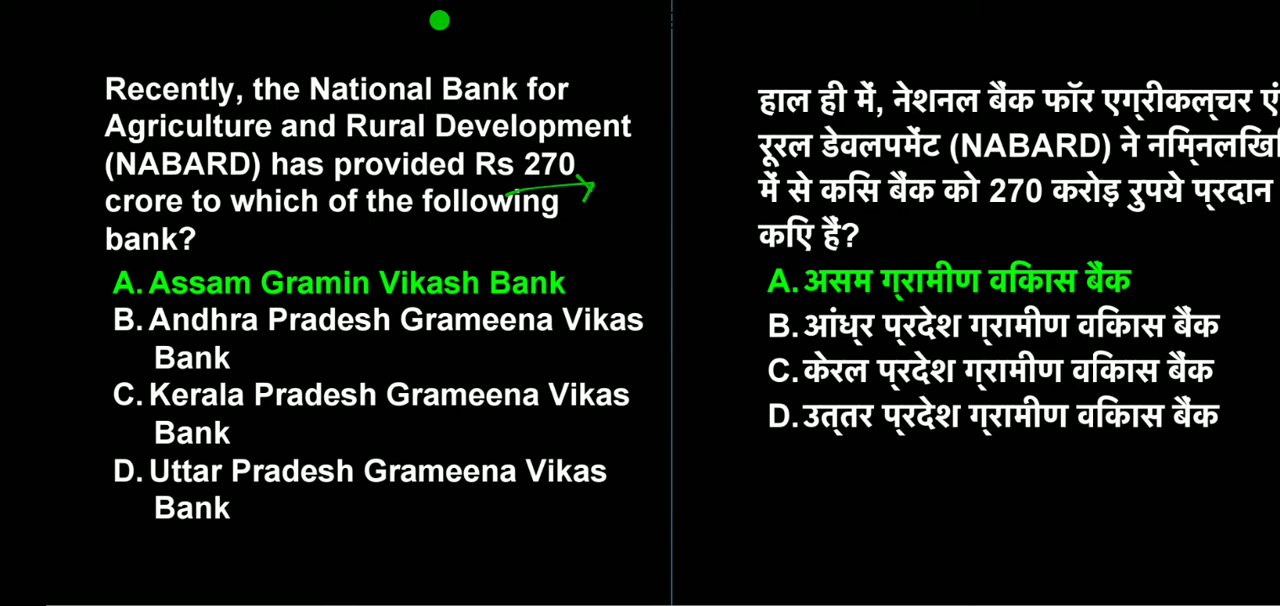 Recently, the National Bank for
Agriculture and Rural Development
(NABARD) has provided Rs 270
crore to which of the following
bank?
A. Assam Gramin Vikash Bank
B. Andhra Pradesh Grameena Vikas
Bank
C. Kerala Pradesh Grameena Vikas
Bank
D. Uttar Pradesh Grameena Vikas
Bank
हाल ही में, नेशनल बैंक फॉर एग्रीकल्चर एं
रूरल डेवलपमेंट (NABARD) ने निम्नलिखि
में से किस बैंक को 270 करोड़ रुपये प्रदान
किए हैं?
A. असम ग्रामीण विकास बैंक
B. आंध्र प्रदेश ग्रामीण विकास बैंक
C. केरल प्रदेश ग्रामीण विकास बैंक
D. उत्तर प्रदेश ग्रामीण विकास बैंक